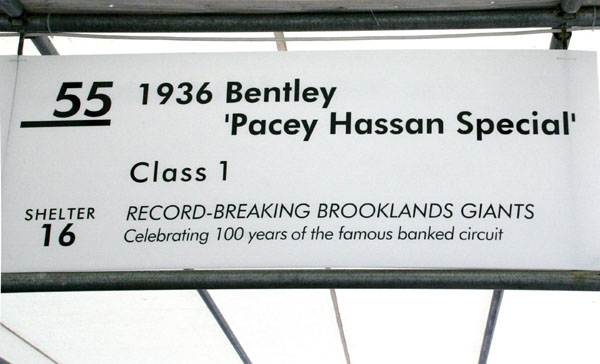 55 1936 Bentley
'Pacey Hassan Special'
Class 1
SHELTER
16
RECORD-BREAKING BROOKLANDS GIANTS
Celebrating 100 years of the famous banked circuit